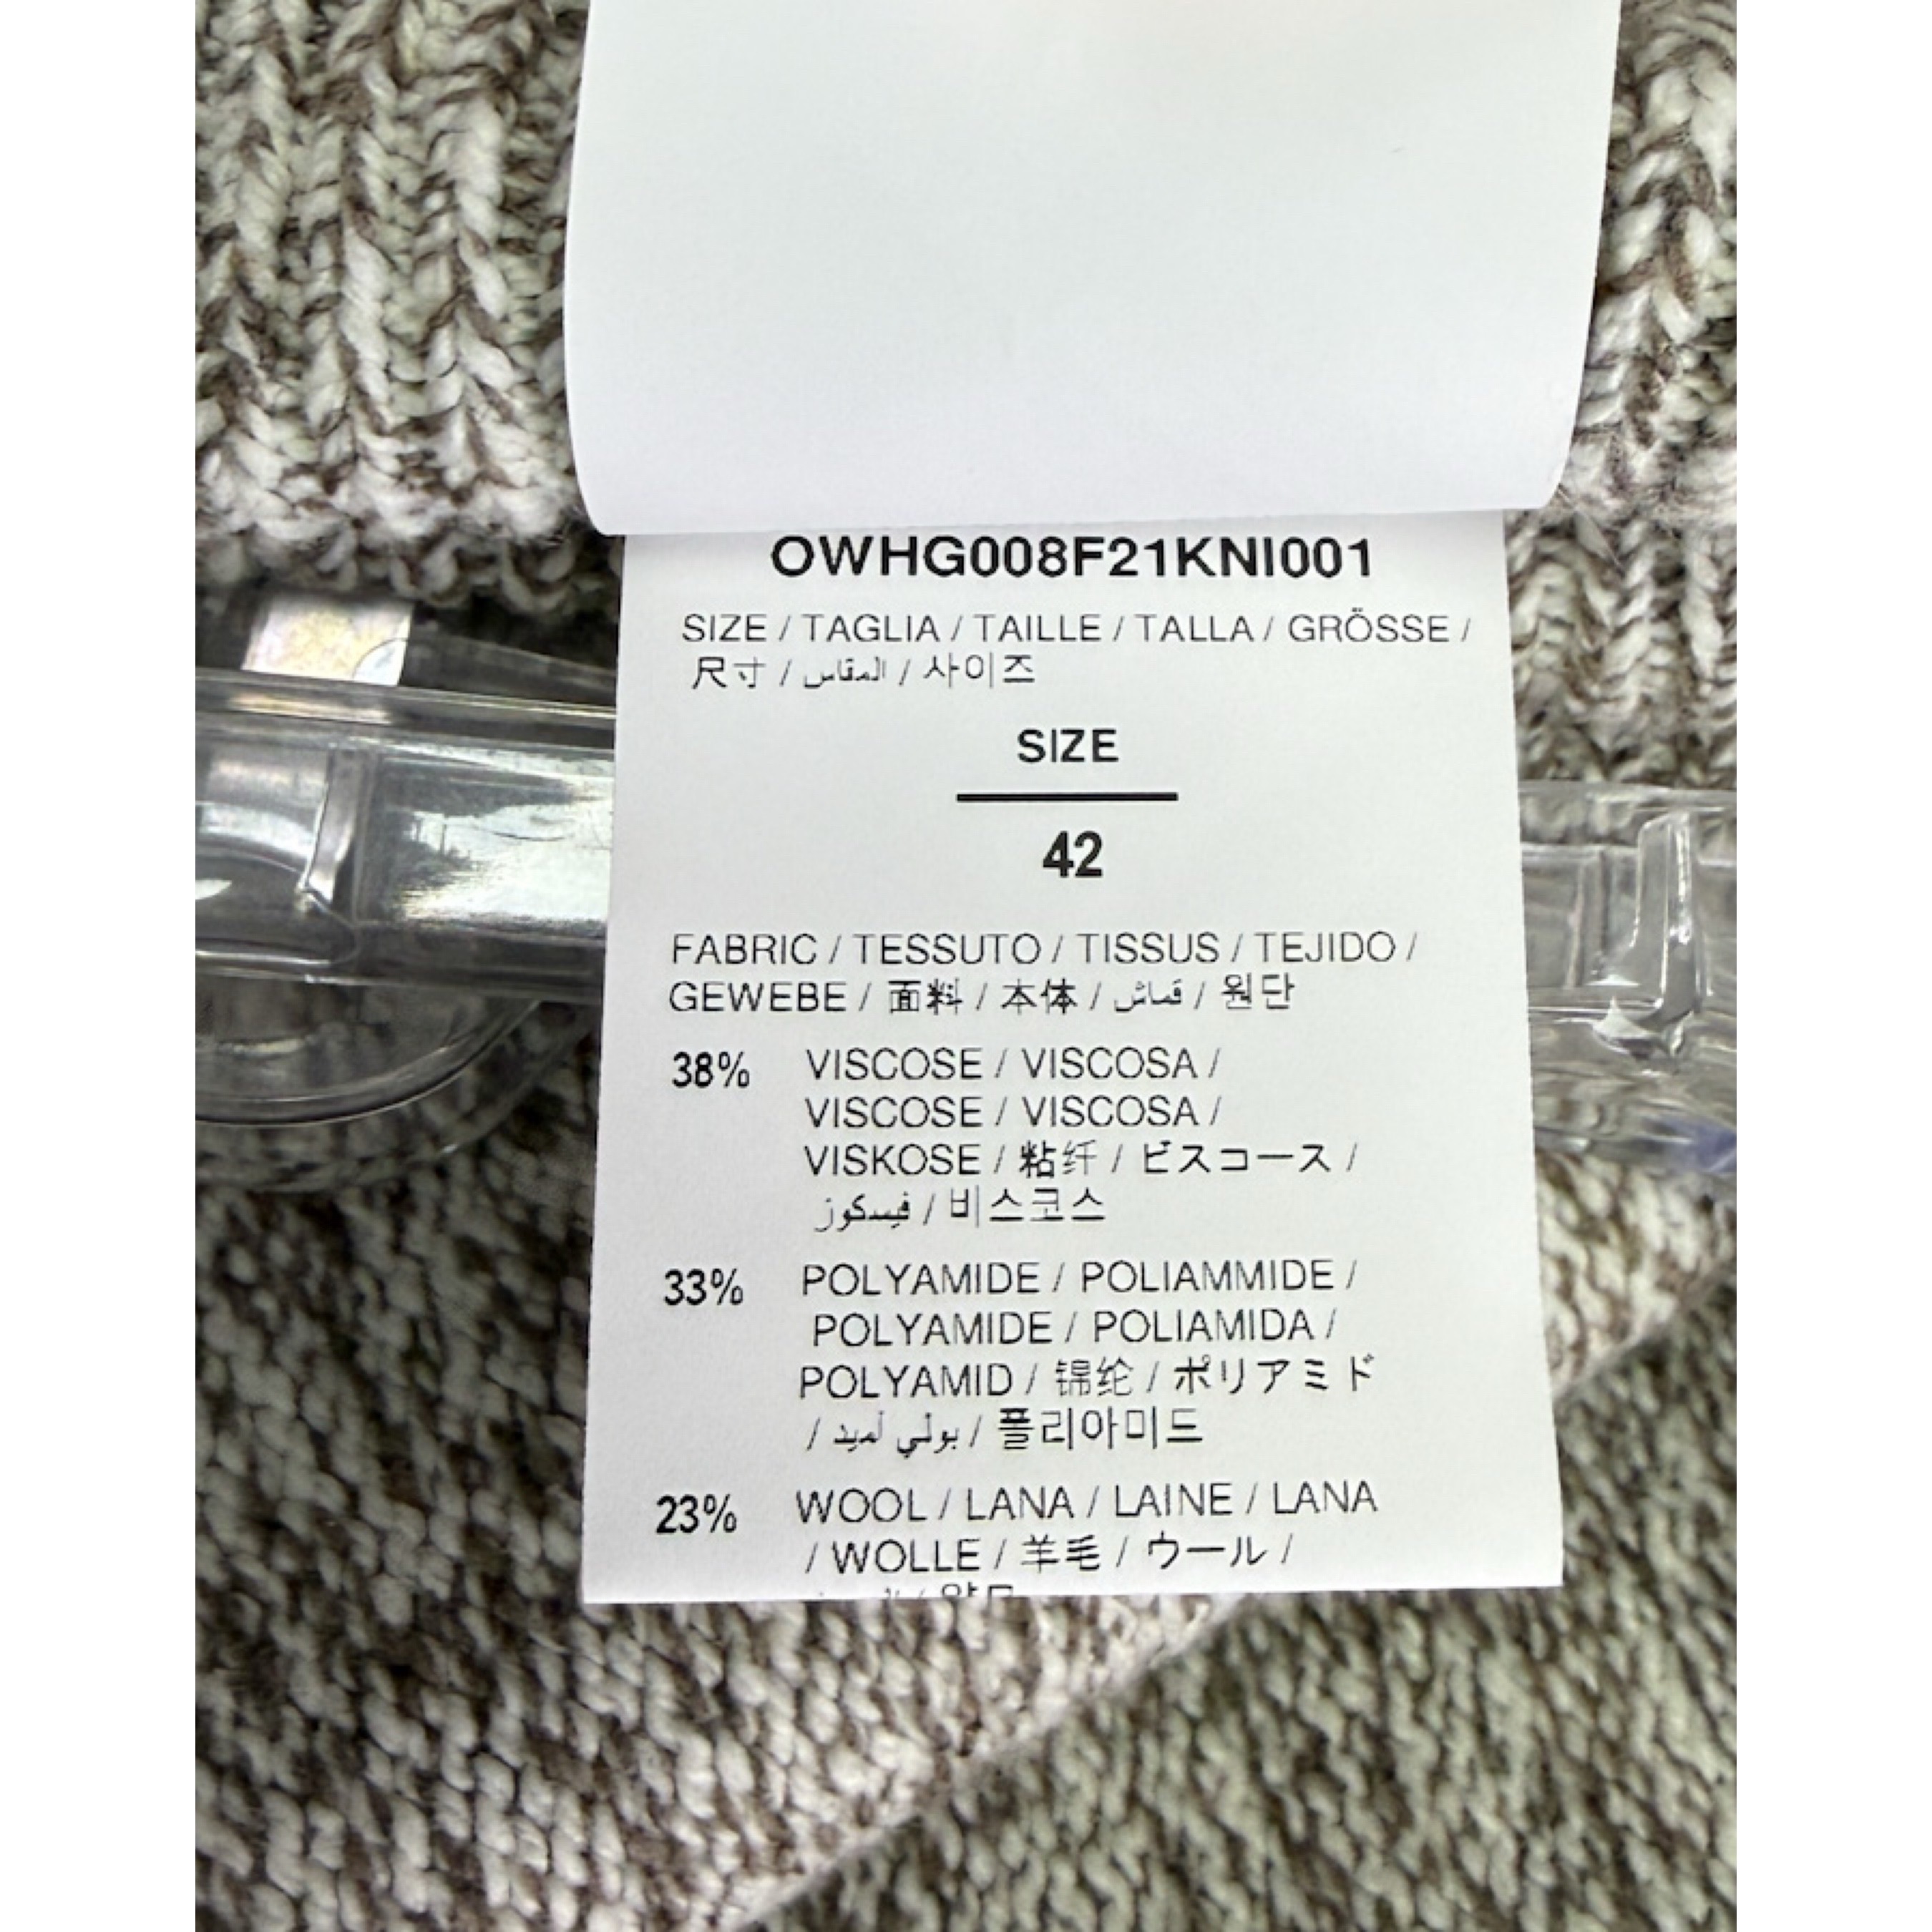 OWHG008F21KNI001
SIZE / TAGLIA / TAILLE / TALLA / GRÖSSE /
尺寸 / المقاس / 사이즈
SIZE
42
FABRIC / TESSUTO / TISSUS / TEJIDO /
GEWEBE / 面料 / 本体 / قماش / 원단
38% VISCOSE / VISCOSA /
VISCOSE / VISCOSA /
VISKOSE / 粘纤 / ビスコース /
فيسكوز / 비스코스
33% POLYAMIDE / POLIAMMIDE /
POLYAMIDE / POLIAMIDA /
POLYAMID / 锦纶 / ポリアミド
/ بولي أميد / 폴리아미드
23% WOOL / LANA / LAINE / LANA
/ WOLLE / 羊毛 / ウール /